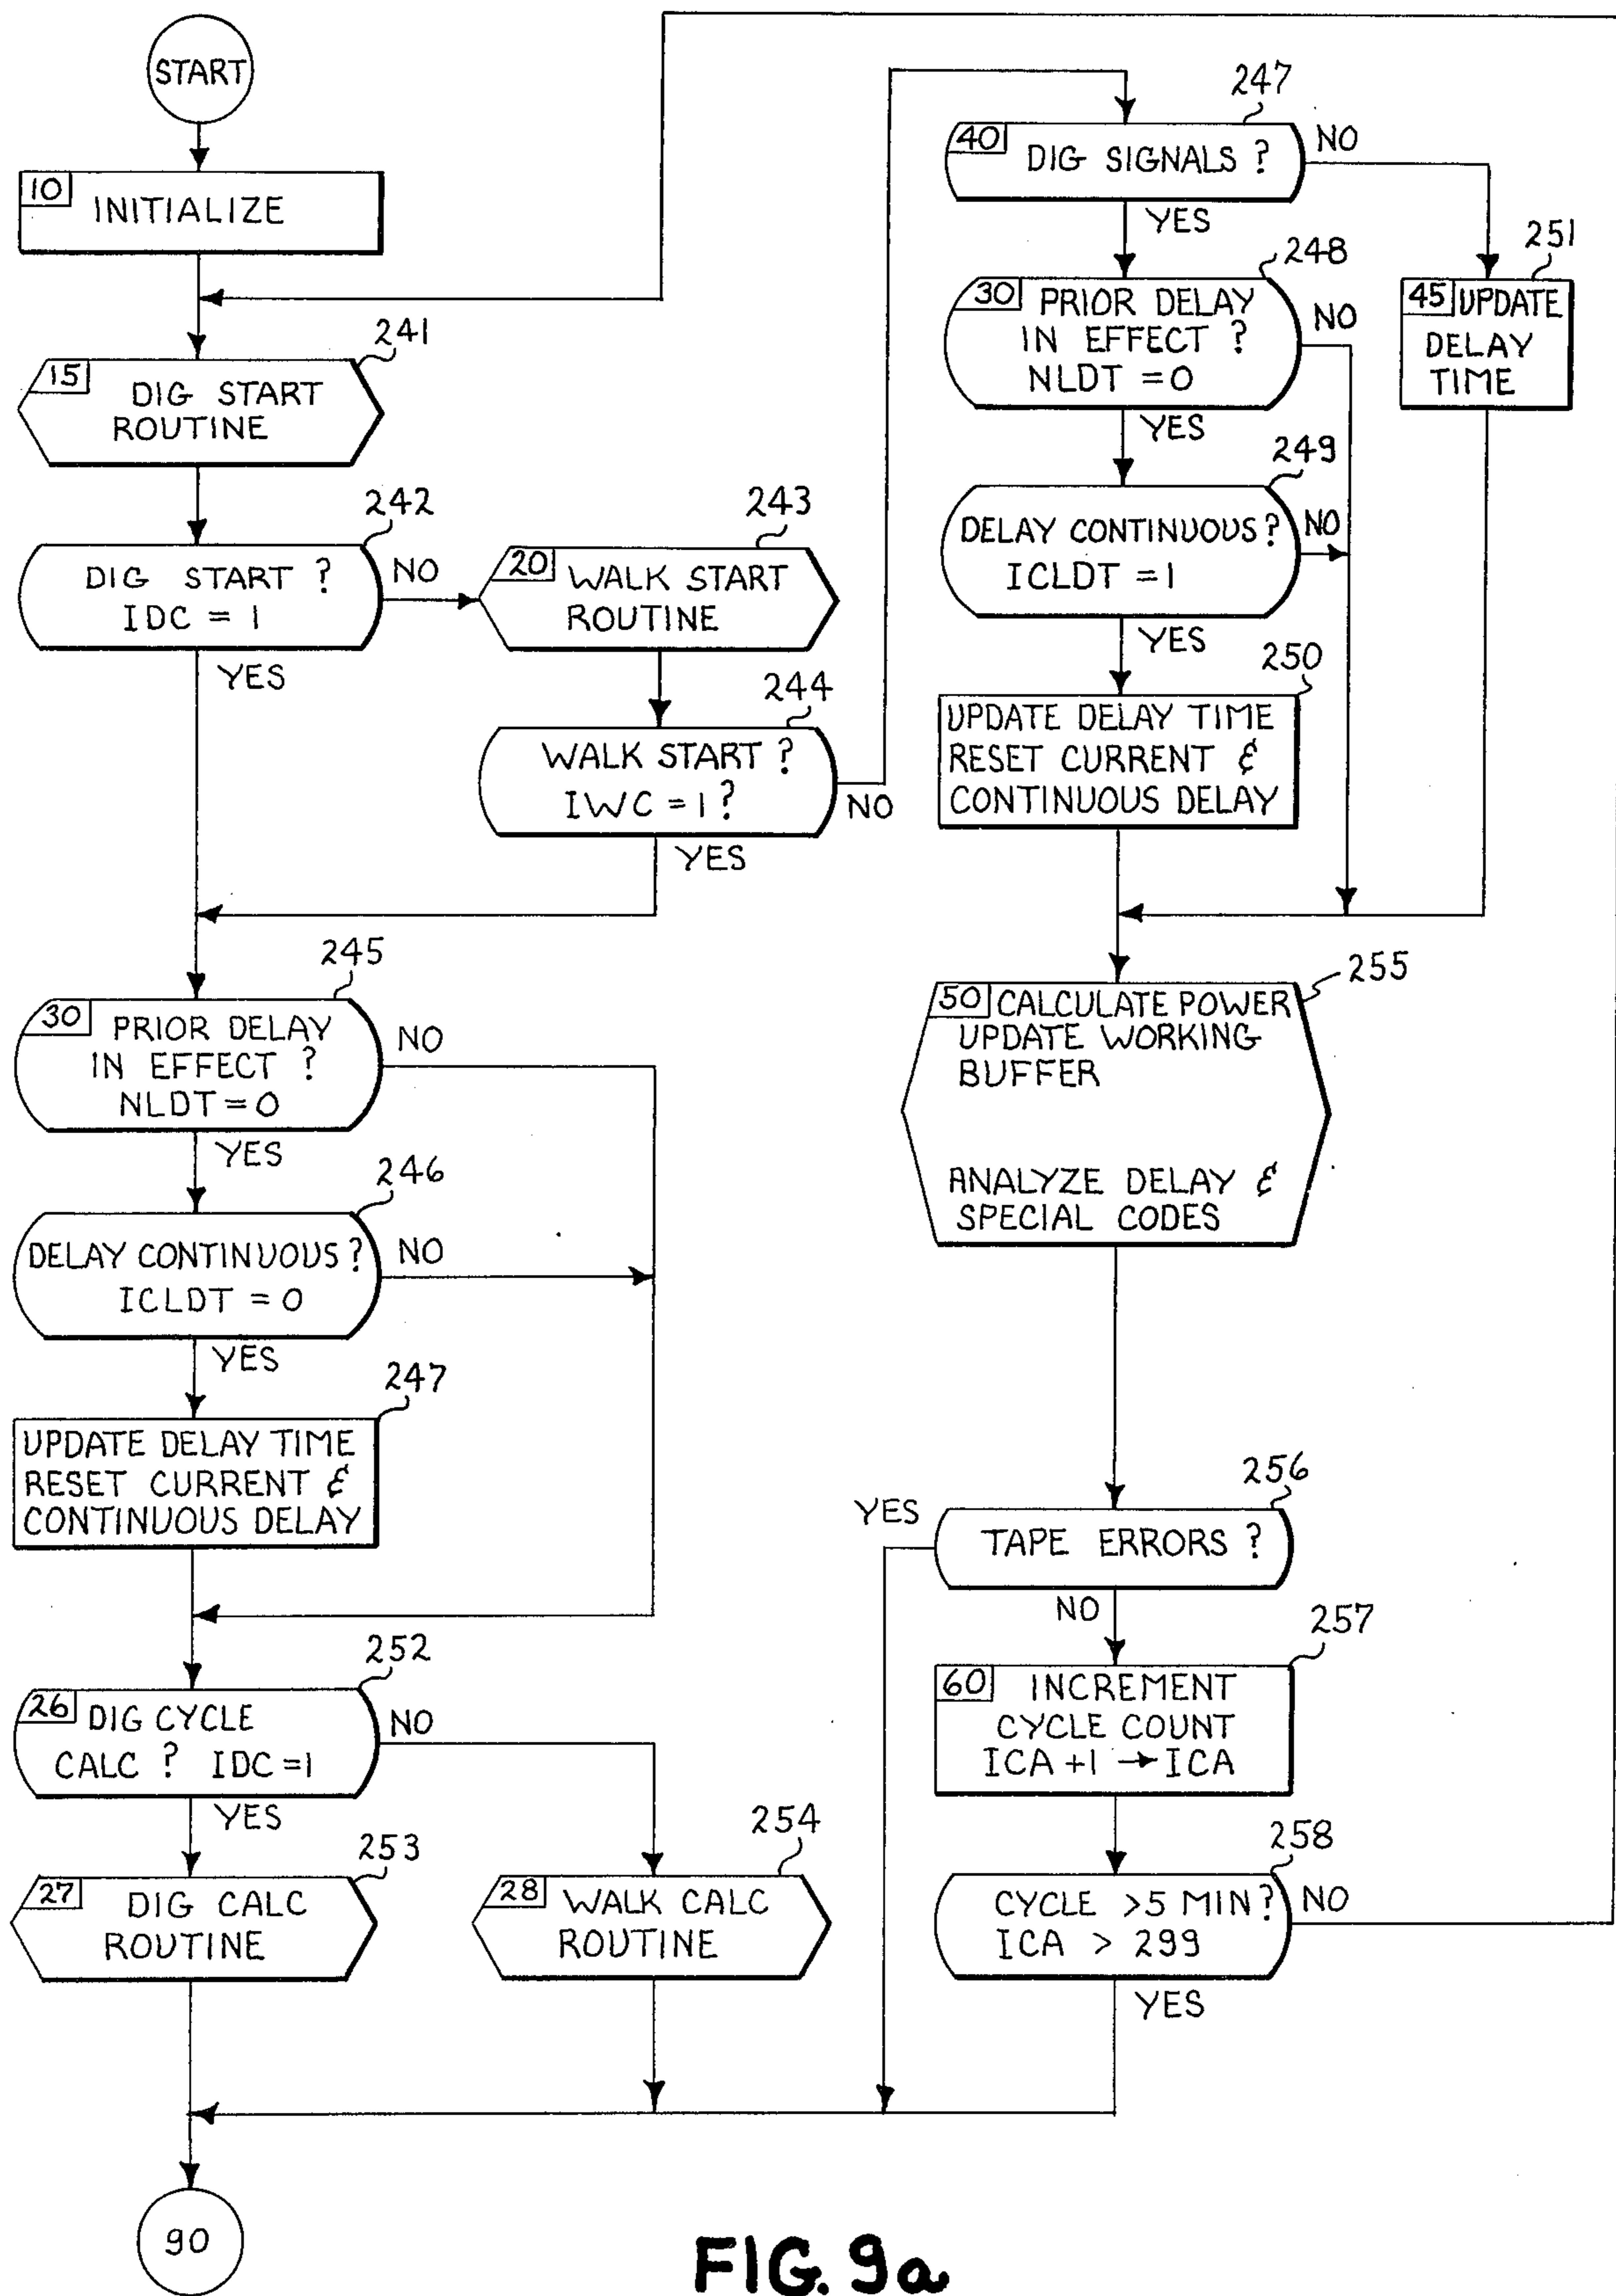 START
10
INITIALIZE
241
15
DIG START
ROUTINE
242
DIG START ?
IDC = 1
NO
YES
243
20
WALK START
ROUTINE
244
WALK START ?
IWC = 1 ?
NO
YES
245
30
PRIOR DELAY
IN EFFECT ?
NLDT = 0
NO
YES
246
DELAY CONTINUOUS ?
ICLDT = 0
NO
YES
247
UPDATE DELAY TIME
RESET CURRENT &
CONTINUOUS DELAY
252
26
DIG CYCLE
CALC ? IDC = 1
NO
YES
253
27
DIG CALC
ROUTINE
254
28
WALK CALC
ROUTINE
90
247
40
DIG SIGNALS ?
NO
YES
248
30
PRIOR DELAY
IN EFFECT ?
NLDT = 0
NO
YES
251
45
UPDATE
DELAY
TIME
249
DELAY CONTINUOUS ?
ICLDT = 1
NO
YES
250
UPDATE DELAY TIME
RESET CURRENT &
CONTINUOUS DELAY
255
50
CALCULATE POWER
UPDATE WORKING
BUFFER
ANALYZE DELAY &
SPECIAL CODES
256
TAPE ERRORS ?
YES
NO
257
60
INCREMENT
CYCLE COUNT
ICA +1 → ICA
258
CYCLE >5 MIN ?
ICA > 299
NO
YES
FIG. 9a